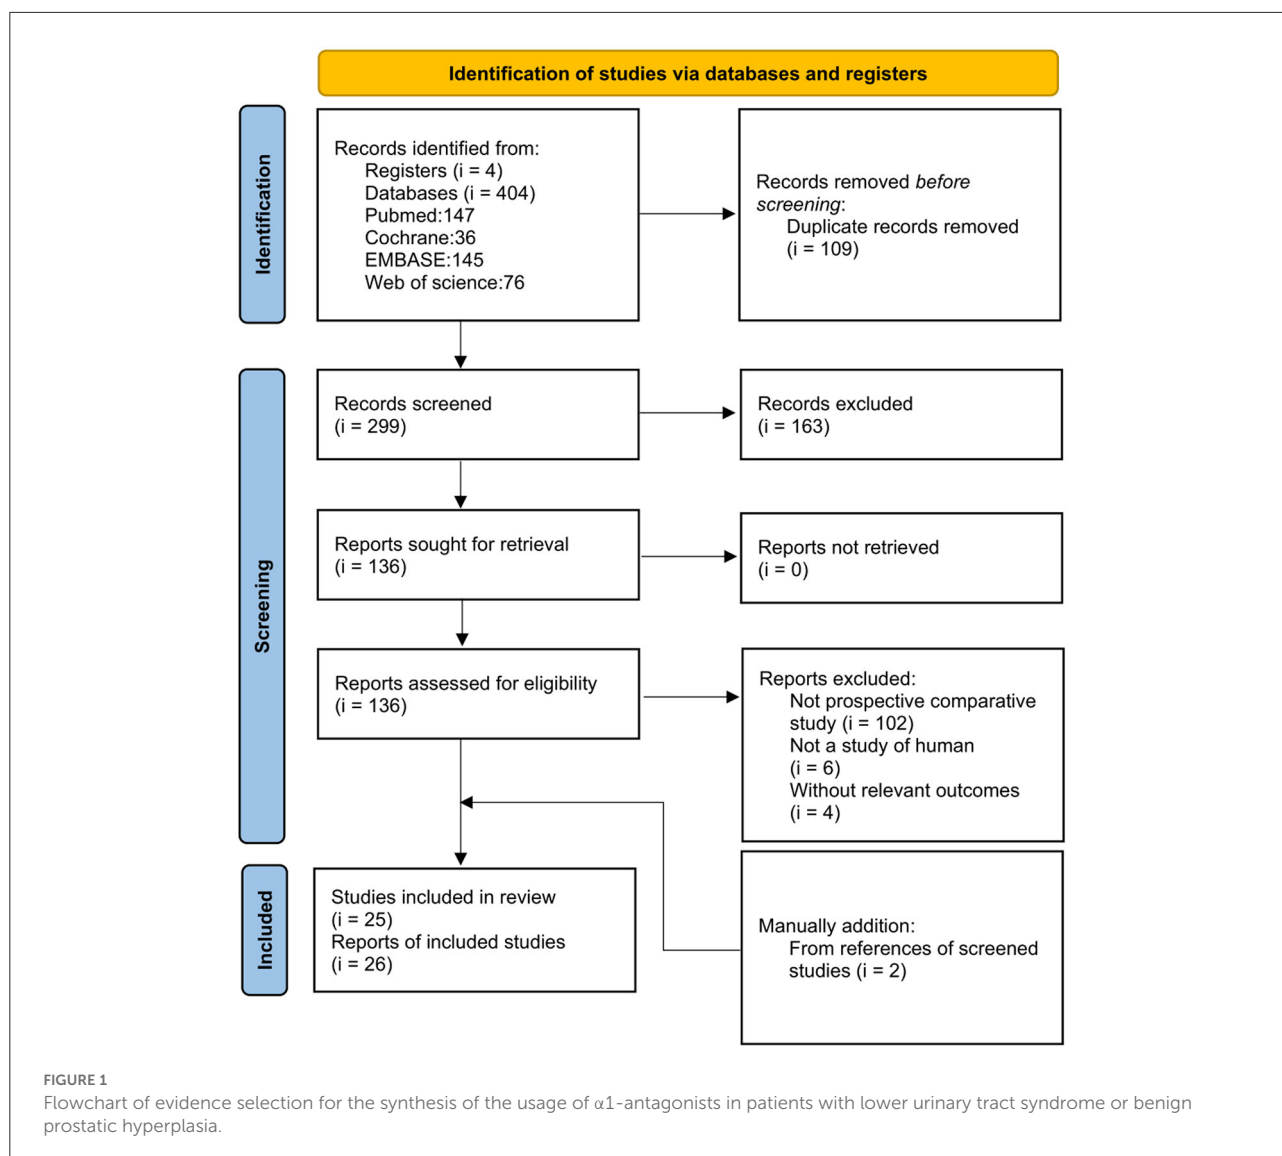 Identification of studies via databases and registers
Identification
Records identified from:
Registers (i = 4)
Databases (i = 404)
Pubmed:147
Cochrane:36
EMBASE:145
Web of science:76
Records removed before
screening:
Duplicate records removed
(i = 109)
Screening
Records screened
(i = 299)
Records excluded
(i = 163)
Reports sought for retrieval
(i = 136)
Reports not retrieved
(i = 0)
Reports assessed for eligibility
(i = 136)
Reports excluded:
Not prospective comparative
study (i = 102)
Not a study of human
(i = 6)
Without relevant outcomes
(i = 4)
Included
Studies included in review
(i = 25)
Reports of included studies
(i = 26)
Manually addition:
From references of screened
studies (i = 2)
FIGURE 1
Flowchart of evidence selection for the synthesis of the usage of α1-antagonists in patients with lower urinary tract syndrome or benign
prostatic hyperplasia.